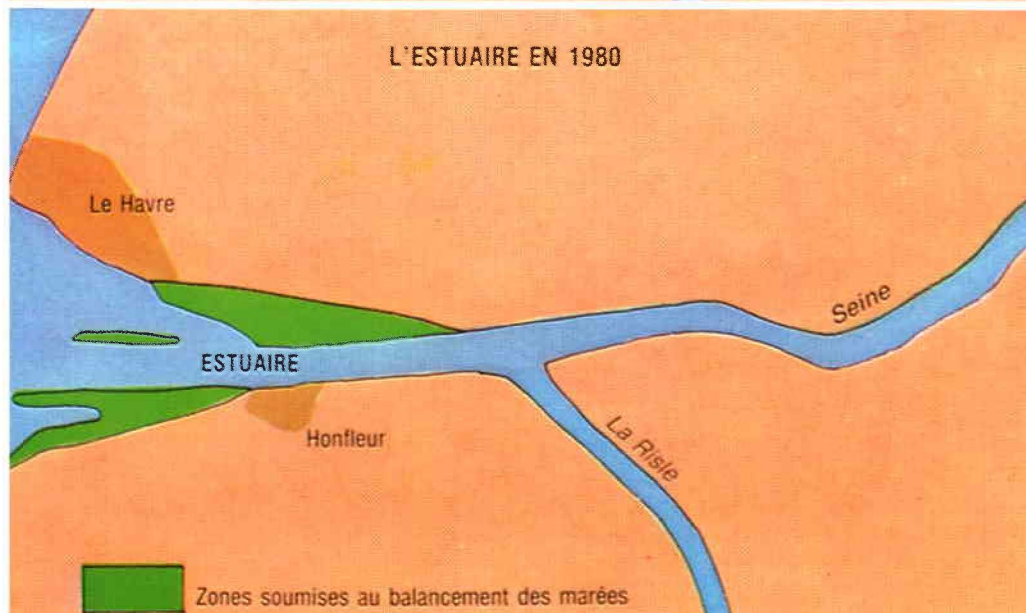 L'ESTUAIRE EN 1980
Le Havre
Seine
ESTUAIRE
Honfleur
La Risle
Zones soumises au balancement des marées